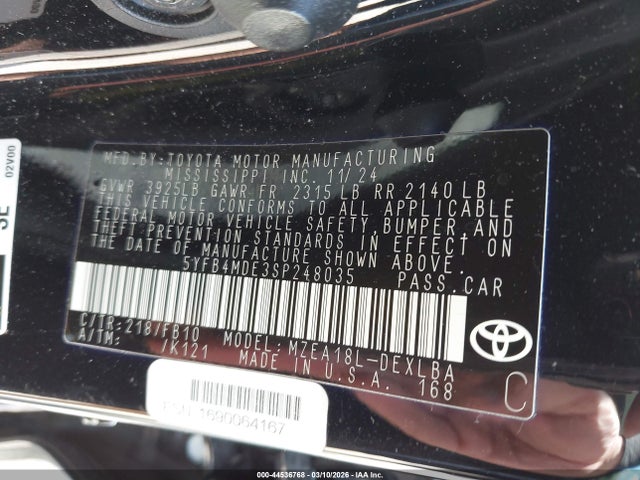 02V00
MFD.BY:TOYOTA MOTOR MANUFACTURING
MISSISSIPPI INC. 11/24
GVWR 3925LB GAWR FR 2315 LB RR 2140 LB
THIS VEHICLE CONFORMS TO ALL APPLICABLE
FEDERAL MOTOR VEHICLE SAFETY, BUMPER, AND
THEFT PREVENTION STANDARDS IN EFFECT ON
THE DATE OF MANUFACTURE SHOWN ABOVE.
5YFB4MDE3SP248035 PASS.CAR
C/TR:218/FB10 MODEL:MZEA18L-DEXLBA
A/TM: /K121 MADE IN U.S.A. 168
C
1690064167
000-44536768 - 03/10/2026 - IAA Inc.